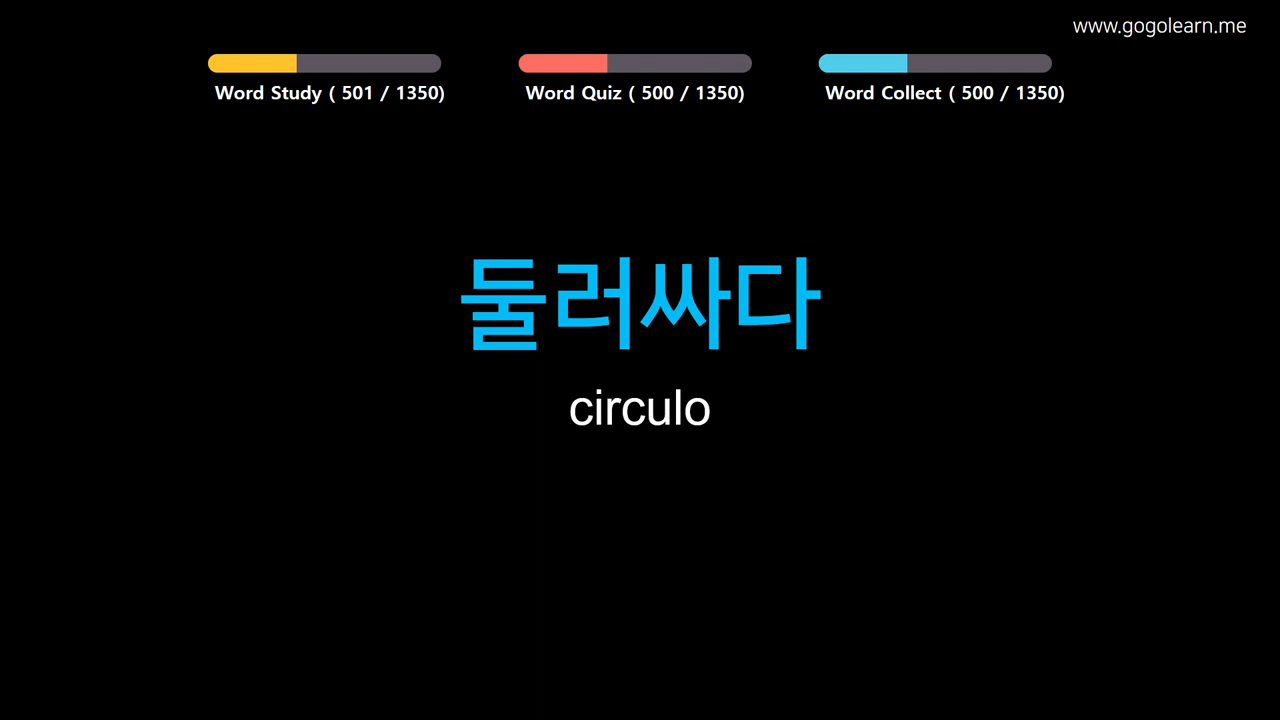 www.gogolearn.me
Word Study ( 501 / 1350)
Word Quiz ( 500 / 1350)
Word Collect ( 500 / 1350)
둘러싸다
circulo